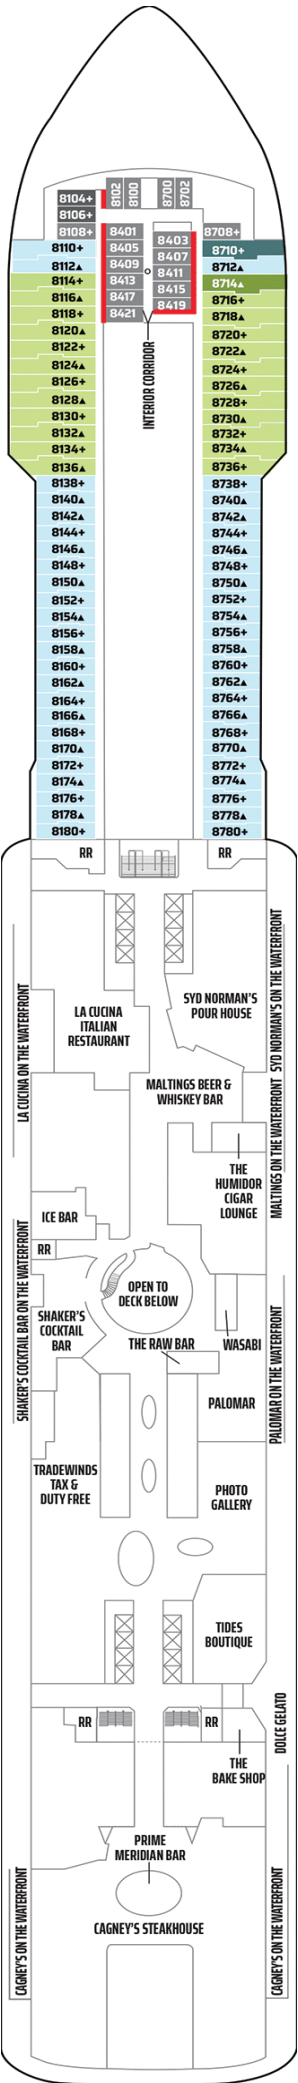 8102
8100
8700
8702
8104+
8106+
8108+
8401
8403
8708+
8110+
8405
8407
8710+
8112▲
8409
8411
8712▲
8114+
8413
8415
8714▲
8116▲
8417
8419
8716+
8118+
8421
8718▲
8120▲
8720+
8122+
8722▲
8124▲
8724+
8126+
8726▲
8128▲
8728+
8130+
8730▲
8132▲
8732+
8134+
8734▲
8136▲
8736+
INTERIOR CORRIDOR
8138+
8738+
8140▲
8740▲
8142▲
8742▲
8144+
8744+
8146▲
8746▲
8148+
8748+
8150▲
8750▲
8152+
8752+
8154▲
8754▲
8156+
8756+
8158▲
8758▲
8160+
8760+
8162▲
8762▲
8164+
8764+
8166▲
8766▲
8168+
8768+
8170▲
8770▲
8172+
8772+
8174▲
8774▲
8176+
8776+
8178▲
8778▲
8180+
8780+
RR
RR
LA CUCINA ON THE WATERFRONT
LA CUCINA
ITALIAN
RESTAURANT
SYD NORMAN'S
POUR HOUSE
SYD NORMAN'S ON THE WATERFRONT
MALTINGS BEER &
WHISKEY BAR
MALTINGS ON THE WATERFRONT
THE
HUMIDOR
CIGAR
LOUNGE
ICE BAR
RR
SHAKER'S COCKTAIL BAR ON THE WATERFRONT
OPEN TO
DECK BELOW
SHAKER'S
COCKTAIL
BAR
THE RAW BAR
WASABI
PALOMAR ON THE WATERFRONT
PALOMAR
TRADEWINDS
TAX &
DUTY FREE
PHOTO
GALLERY
TIDES
BOUTIQUE
RR
RR
DOLCE GELATO
THE
BAKE SHOP
PRIME
MERIDIAN BAR
CAGNEY'S STEAKHOUSE
CAGNEY'S ON THE WATERFRONT
CAGNEY'S ON THE WATERFRONT